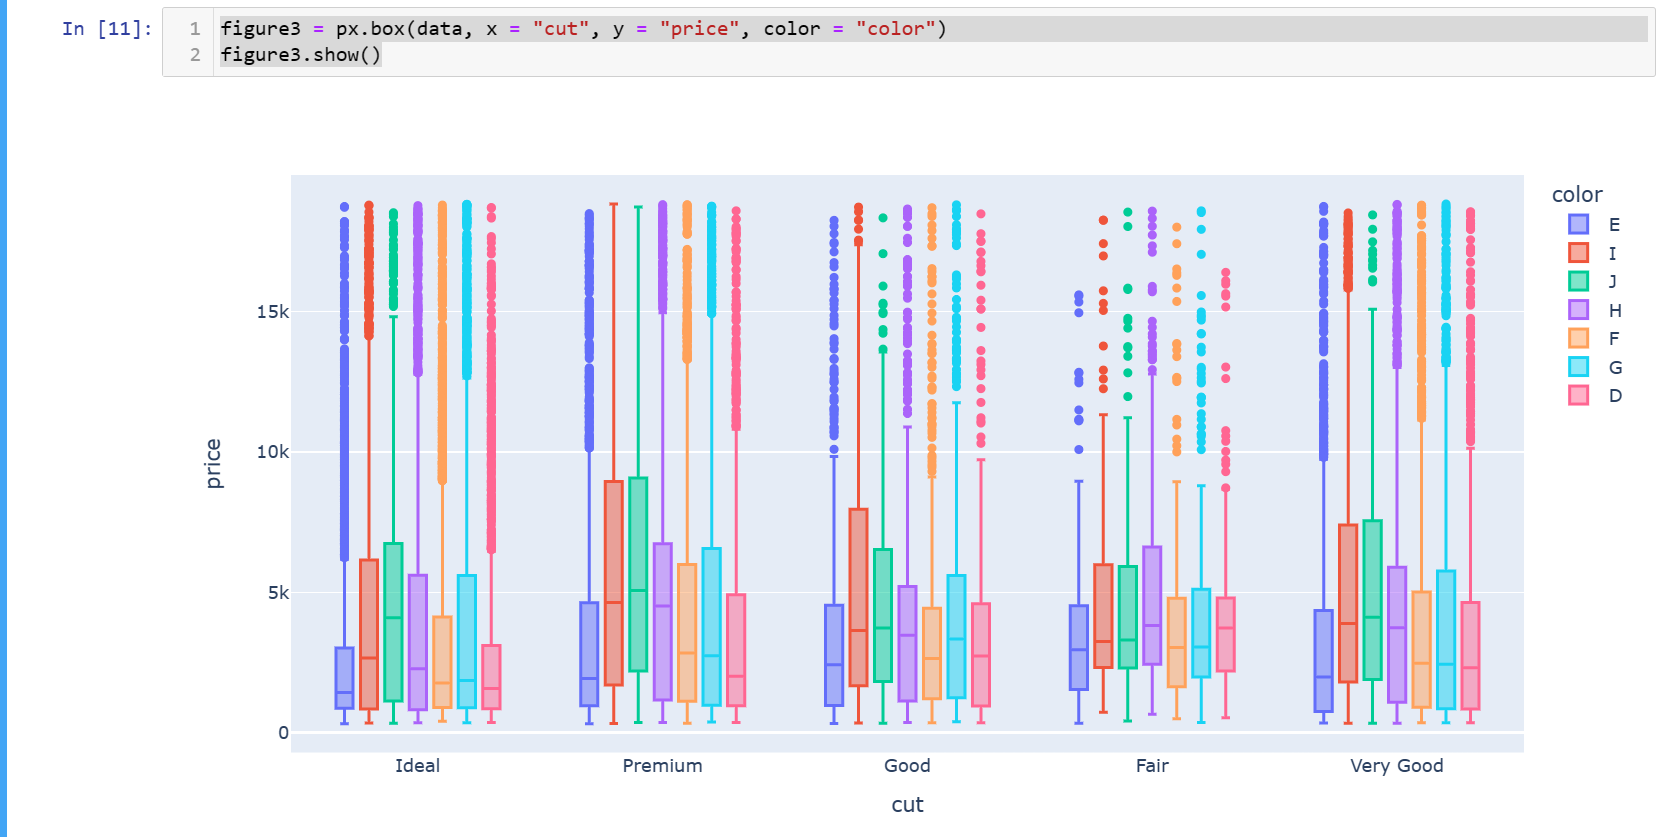 In [11]:
1 figure3 = px.box(data, x = "cut", y = "price", color = "color")
2 figure3.show()
color
E
I
J
H
F
G
D
price
15k
10k
5k
0
Ideal Premium Good Fair Very Good
cut